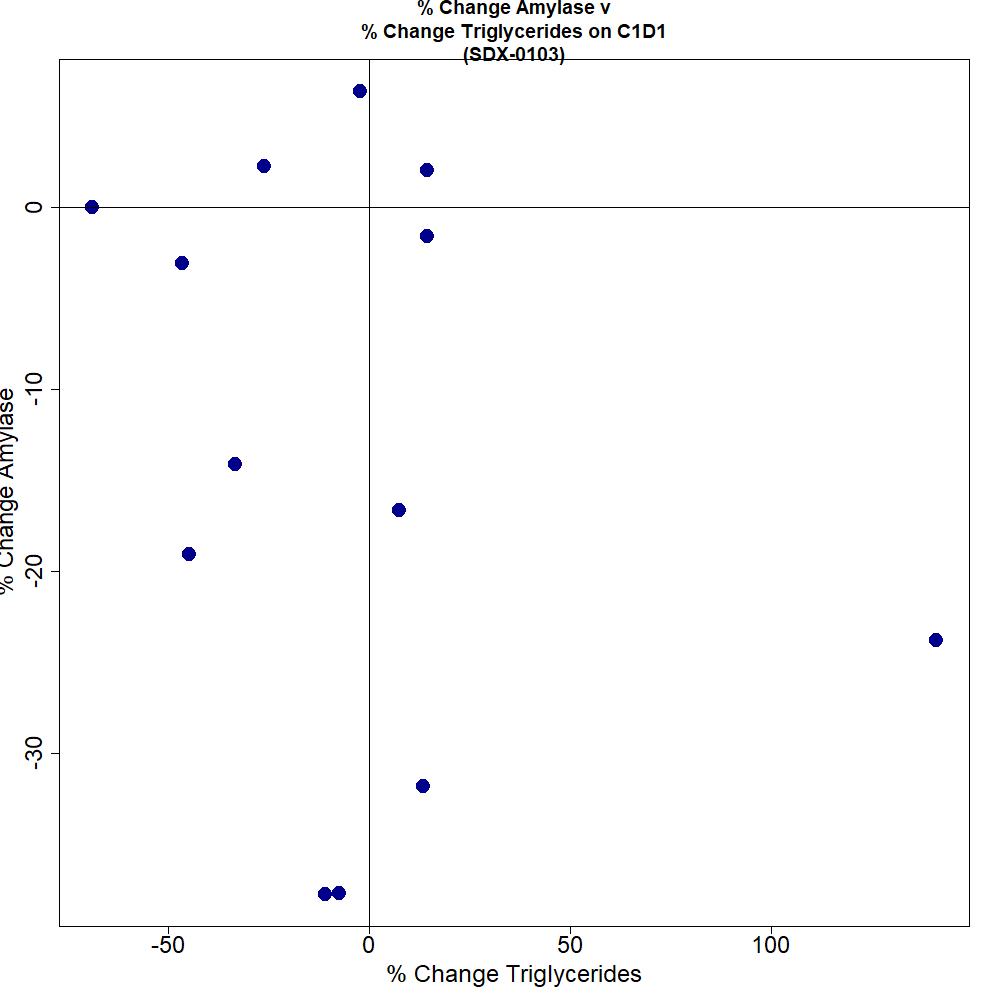 % Change Amylase v
% Change Triglycerides on C1D1
(SDX-0103)
0
-10
-20
-30
% Change Amylase
-50
0
50
100
% Change Triglycerides